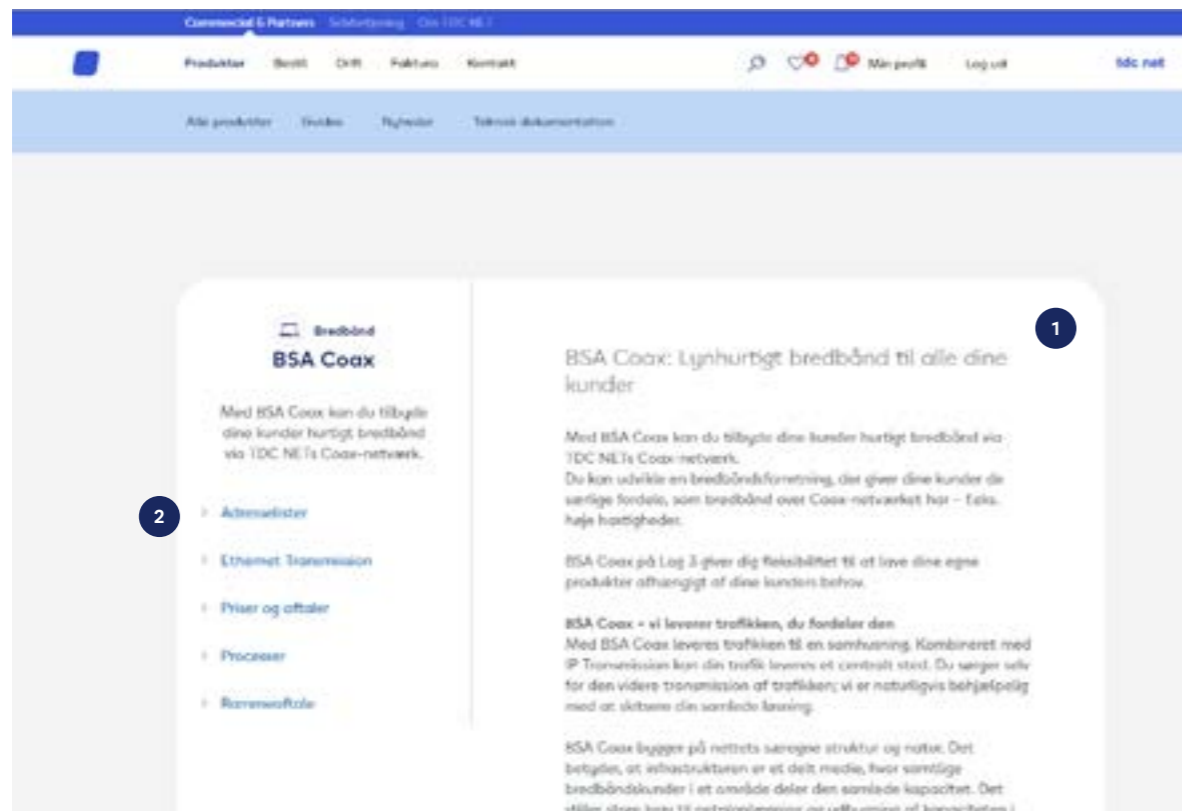 Commercial & Partners Selvbetjening Om TDC NET
Produkter Bestil Drift Faktura Kontakt Min profil Log ud tdc net
Alle produkter Guides Nyheder Teknisk dokumentation
1
Bredbånd
BSA Coax
Med BSA Coax kan du tilbyde
dine kunder hurtigt bredbånd
via TDC NETs Coax-netværk.
2
Adresselister
Ethernet Transmission
Priser og aftaler
Processer
Rammeaftale
BSA Coax: Lynhurtigt bredbånd til alle dine
kunder
Med BSA Coax kan du tilbyde dine kunder hurtigt bredbånd via
TDC NETs Coax-netværk.
Du kan udvikle en bredbåndsforretning, der giver dine kunder de
særlige fordele, som bredbånd over Coax-netværket har – f.eks.
høje hastigheder.
BSA Coax på Lag 3 giver dig fleksibilitet til at lave dine egne
produkter afhængigt af dine kunders behov.
BSA Coax – vi leverer trafikken, du fordeler den
Med BSA Coax leveres trafikken til en samhusning. Kombineret med
IP Transmission kan din trafik leveres et centralt sted. Du sørger selv
for den videre transmission af trafikken; vi er naturligvis behjælpelig
med at skitsere din samlede løsning.
BSA Coax bygger på nettets særegne struktur og natur. Det
betyder, at infrastrukturen er et delt medie, hvor samtlige
bredbåndskunder i et område deler den samlede kapacitet. Det